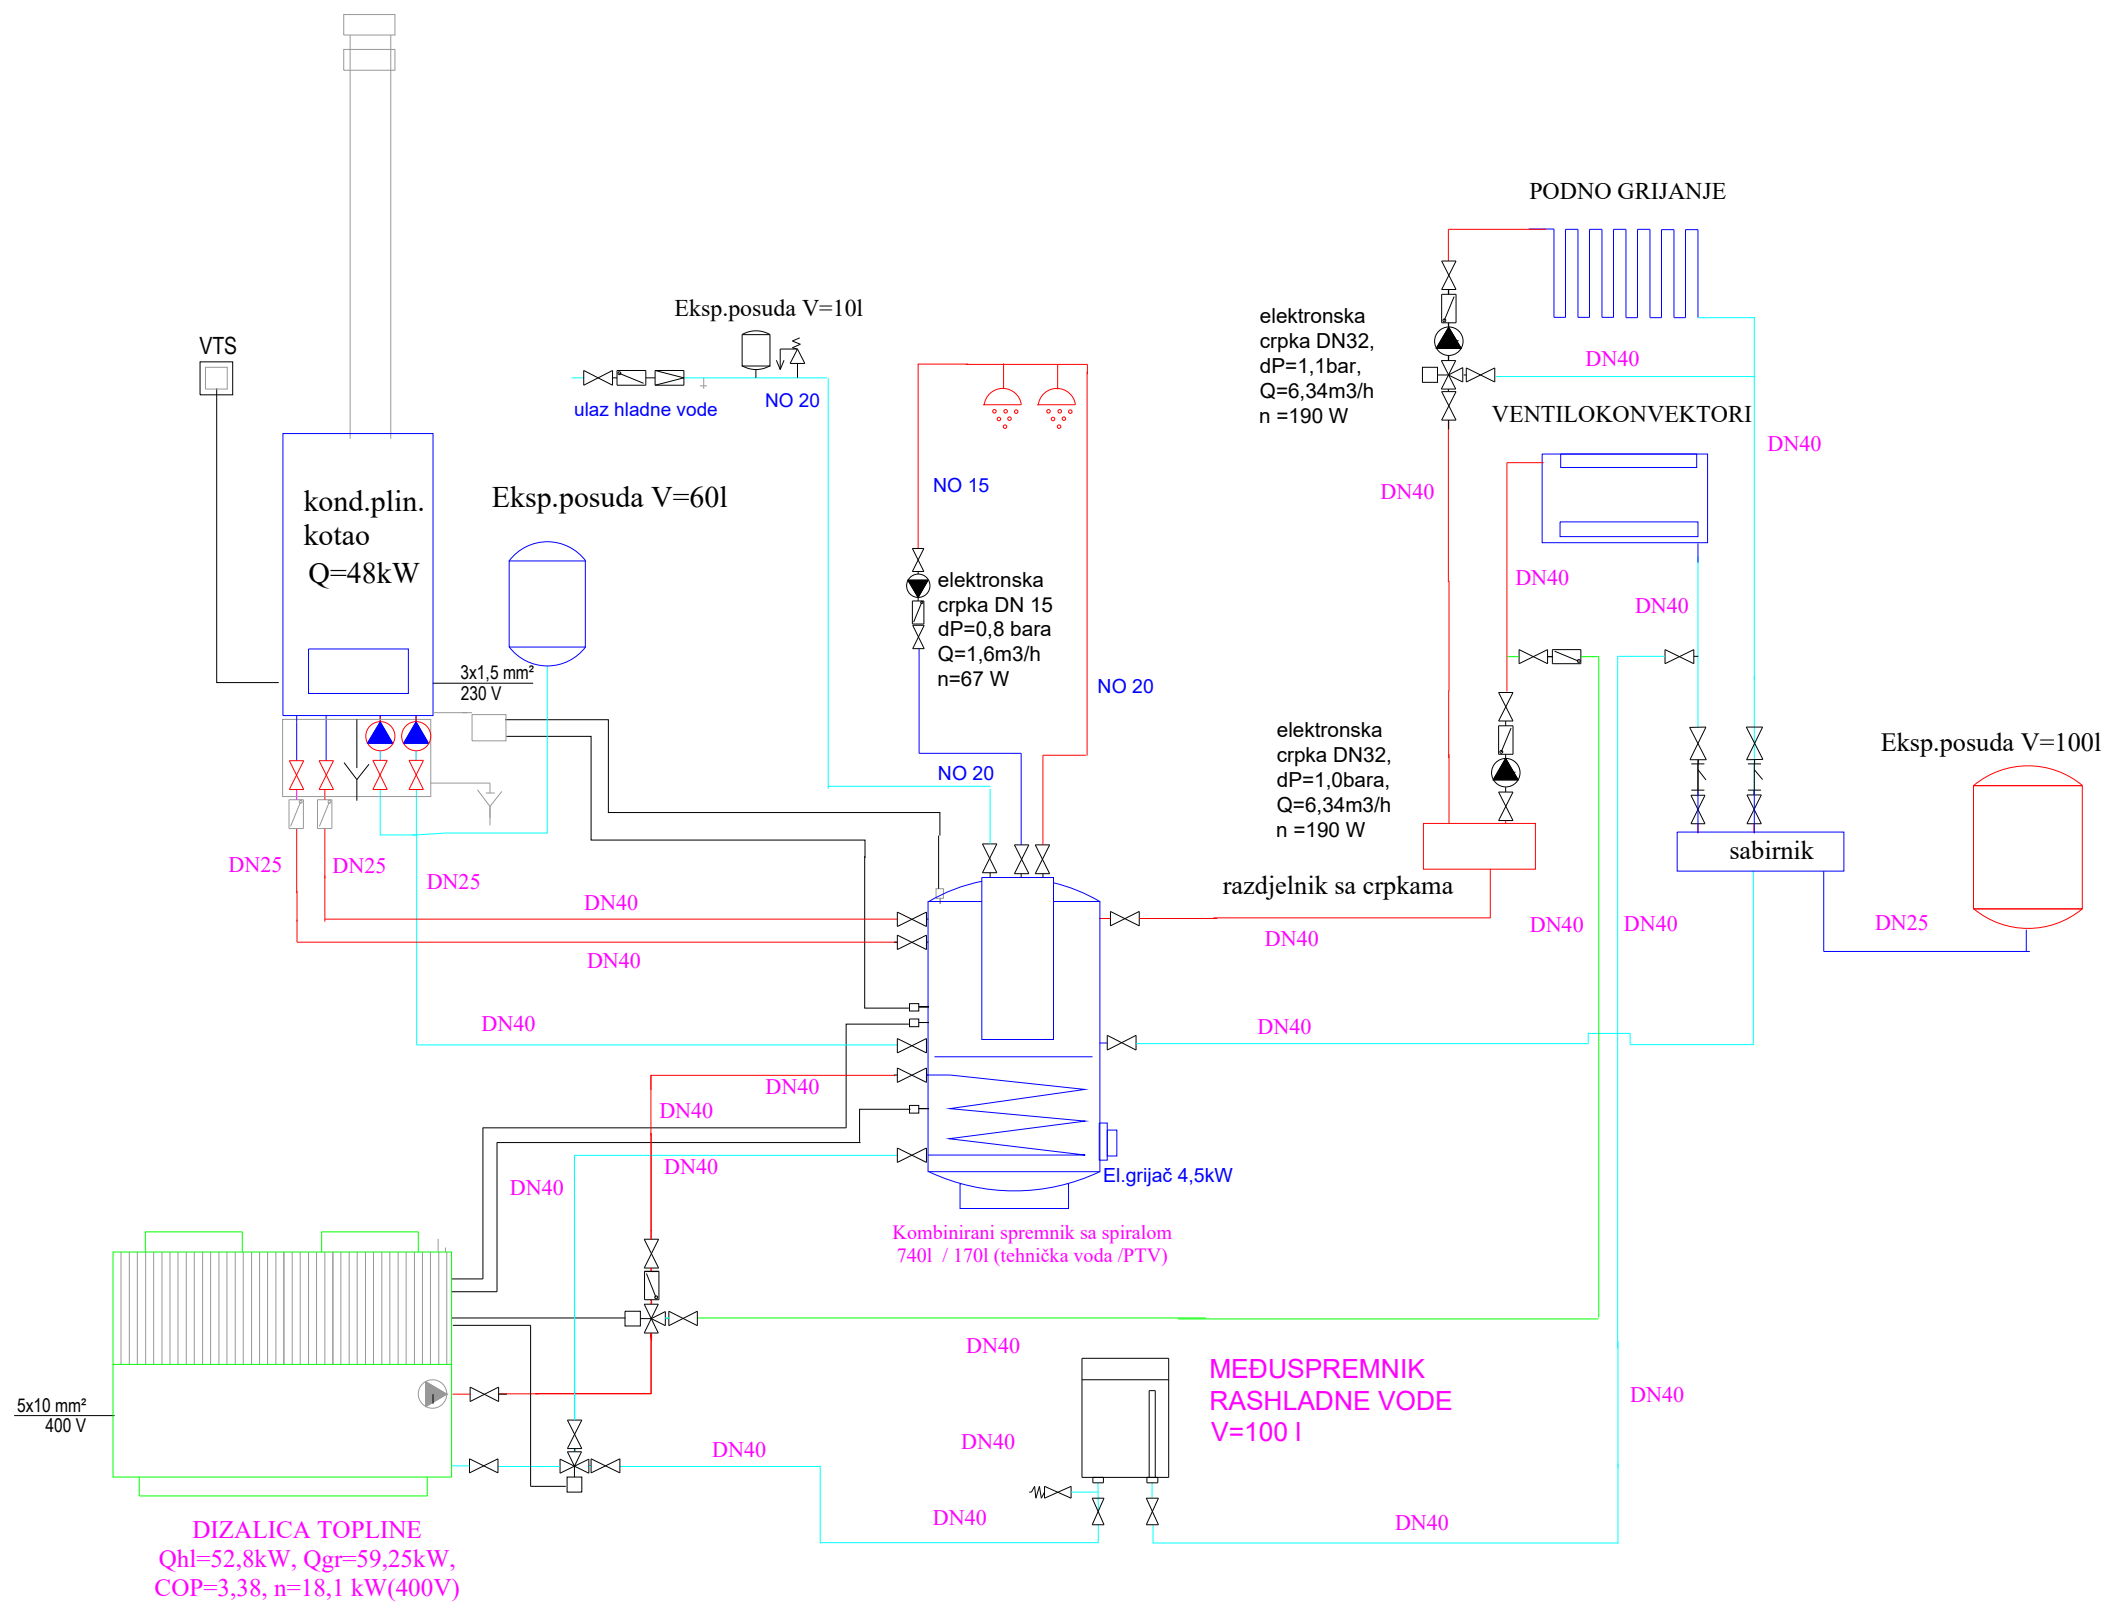 PODNO GRIJANJE
Eksp.posuda V=10l
elektronska
crpka DN32,
dP=1,1bar,
Q=6,34m3/h
n =190 W
VTS
DN40
ulaz hladne vode
NO 20
VENTILOKONVEKTORI
DN40
kond.plin.
kotao
Q=48kW
Eksp.posuda V=60l
NO 15
DN40
DN40
DN40
elektronska
crpka DN 15
dP=0,8 bara
Q=1,6m3/h
n=67 W
3x1,5 mm²
230 V
NO 20
elektronska
crpka DN32,
dP=1,0bara,
Q=6,34m3/h
n =190 W
Eksp.posuda V=100l
NO 20
sabirnik
DN25
DN25
DN25
razdjelnik sa crpkama
DN40
DN40
DN40
DN40
DN25
DN40
DN40
DN40
DN40
DN40
DN40
DN40
DN40
El.grijač 4,5kW
Kombinirani spremnik sa spiralom
740l / 170l (tehnička voda /PTV)
DN40
MEĐUSPREMNIK
RASHLADNE VODE
V=100 l
DN40
5x10 mm²
400 V
DN40
DN40
DN40
DN40
DIZALICA TOPLINE
Qhl=52,8kW, Qgr=59,25kW,
COP=3,38, n=18,1 kW(400V)